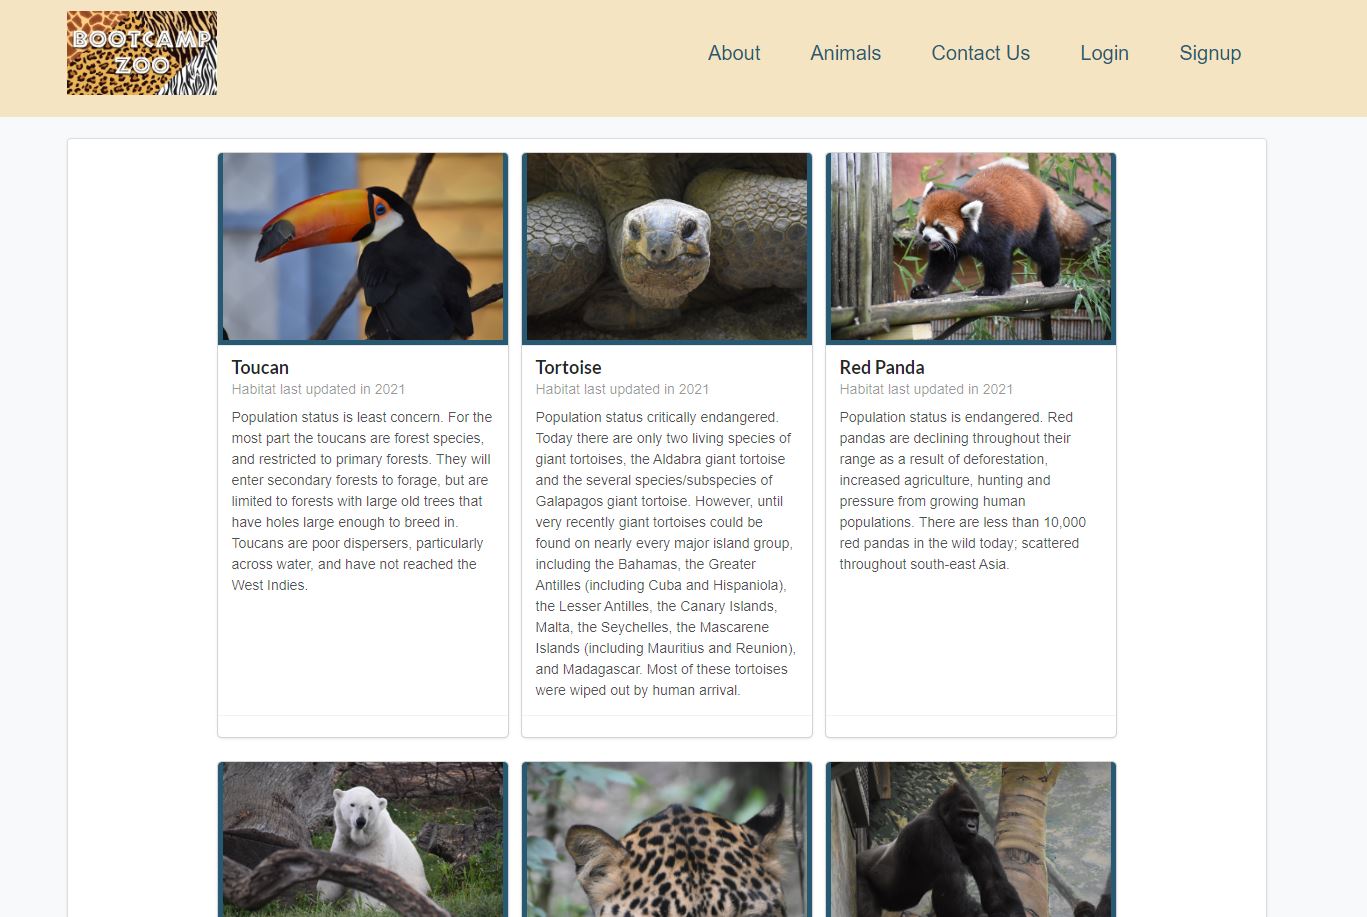 BOOTCAMP
ZOO
About Animals Contact Us Login Signup
Toucan
Habitat last updated in 2021
Population status is least concern. For the
most part the toucans are forest species,
and restricted to primary forests. They will
enter secondary forests to forage, but are
limited to forests with large old trees that
have holes large enough to breed in.
Toucans are poor dispersers, particularly
across water, and have not reached the
West Indies.
Tortoise
Habitat last updated in 2021
Population status critically endangered.
Today there are only two living species of
giant tortoises, the Aldabra giant tortoise
and the several species/subspecies of
Galapagos giant tortoise. However, until
very recently giant tortoises could be
found on nearly every major island group,
including the Bahamas, the Greater
Antilles (including Cuba and Hispaniola),
the Lesser Antilles, the Canary Islands,
Malta, the Seychelles, the Mascarene
Islands (including Mauritius and Reunion),
and Madagascar. Most of these tortoises
were wiped out by human arrival.
Red Panda
Habitat last updated in 2021
Population status is endangered. Red
pandas are declining throughout their
range as a result of deforestation,
increased agriculture, hunting and
pressure from growing human
populations. There are less than 10,000
red pandas in the wild today; scattered
throughout south-east Asia.